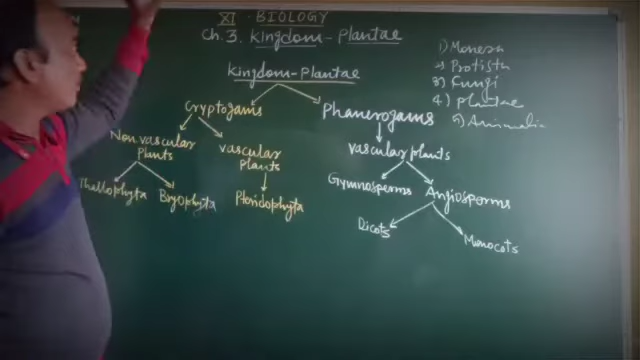 XI BIOLOGY
Ch. 3. Kingdom - Plantae
Kingdom - Plantae
Cryptogams
Phanerogams
Non vascular
Plants
vascular
plants
vascular plants
Thallophyta
Bryophyta
Pteridophyta
Gymnosperms
Angiosperms
Dicots
Monocots
1) Monera
2) Protista
3) Fungi
4) Plantae
5) Animalia